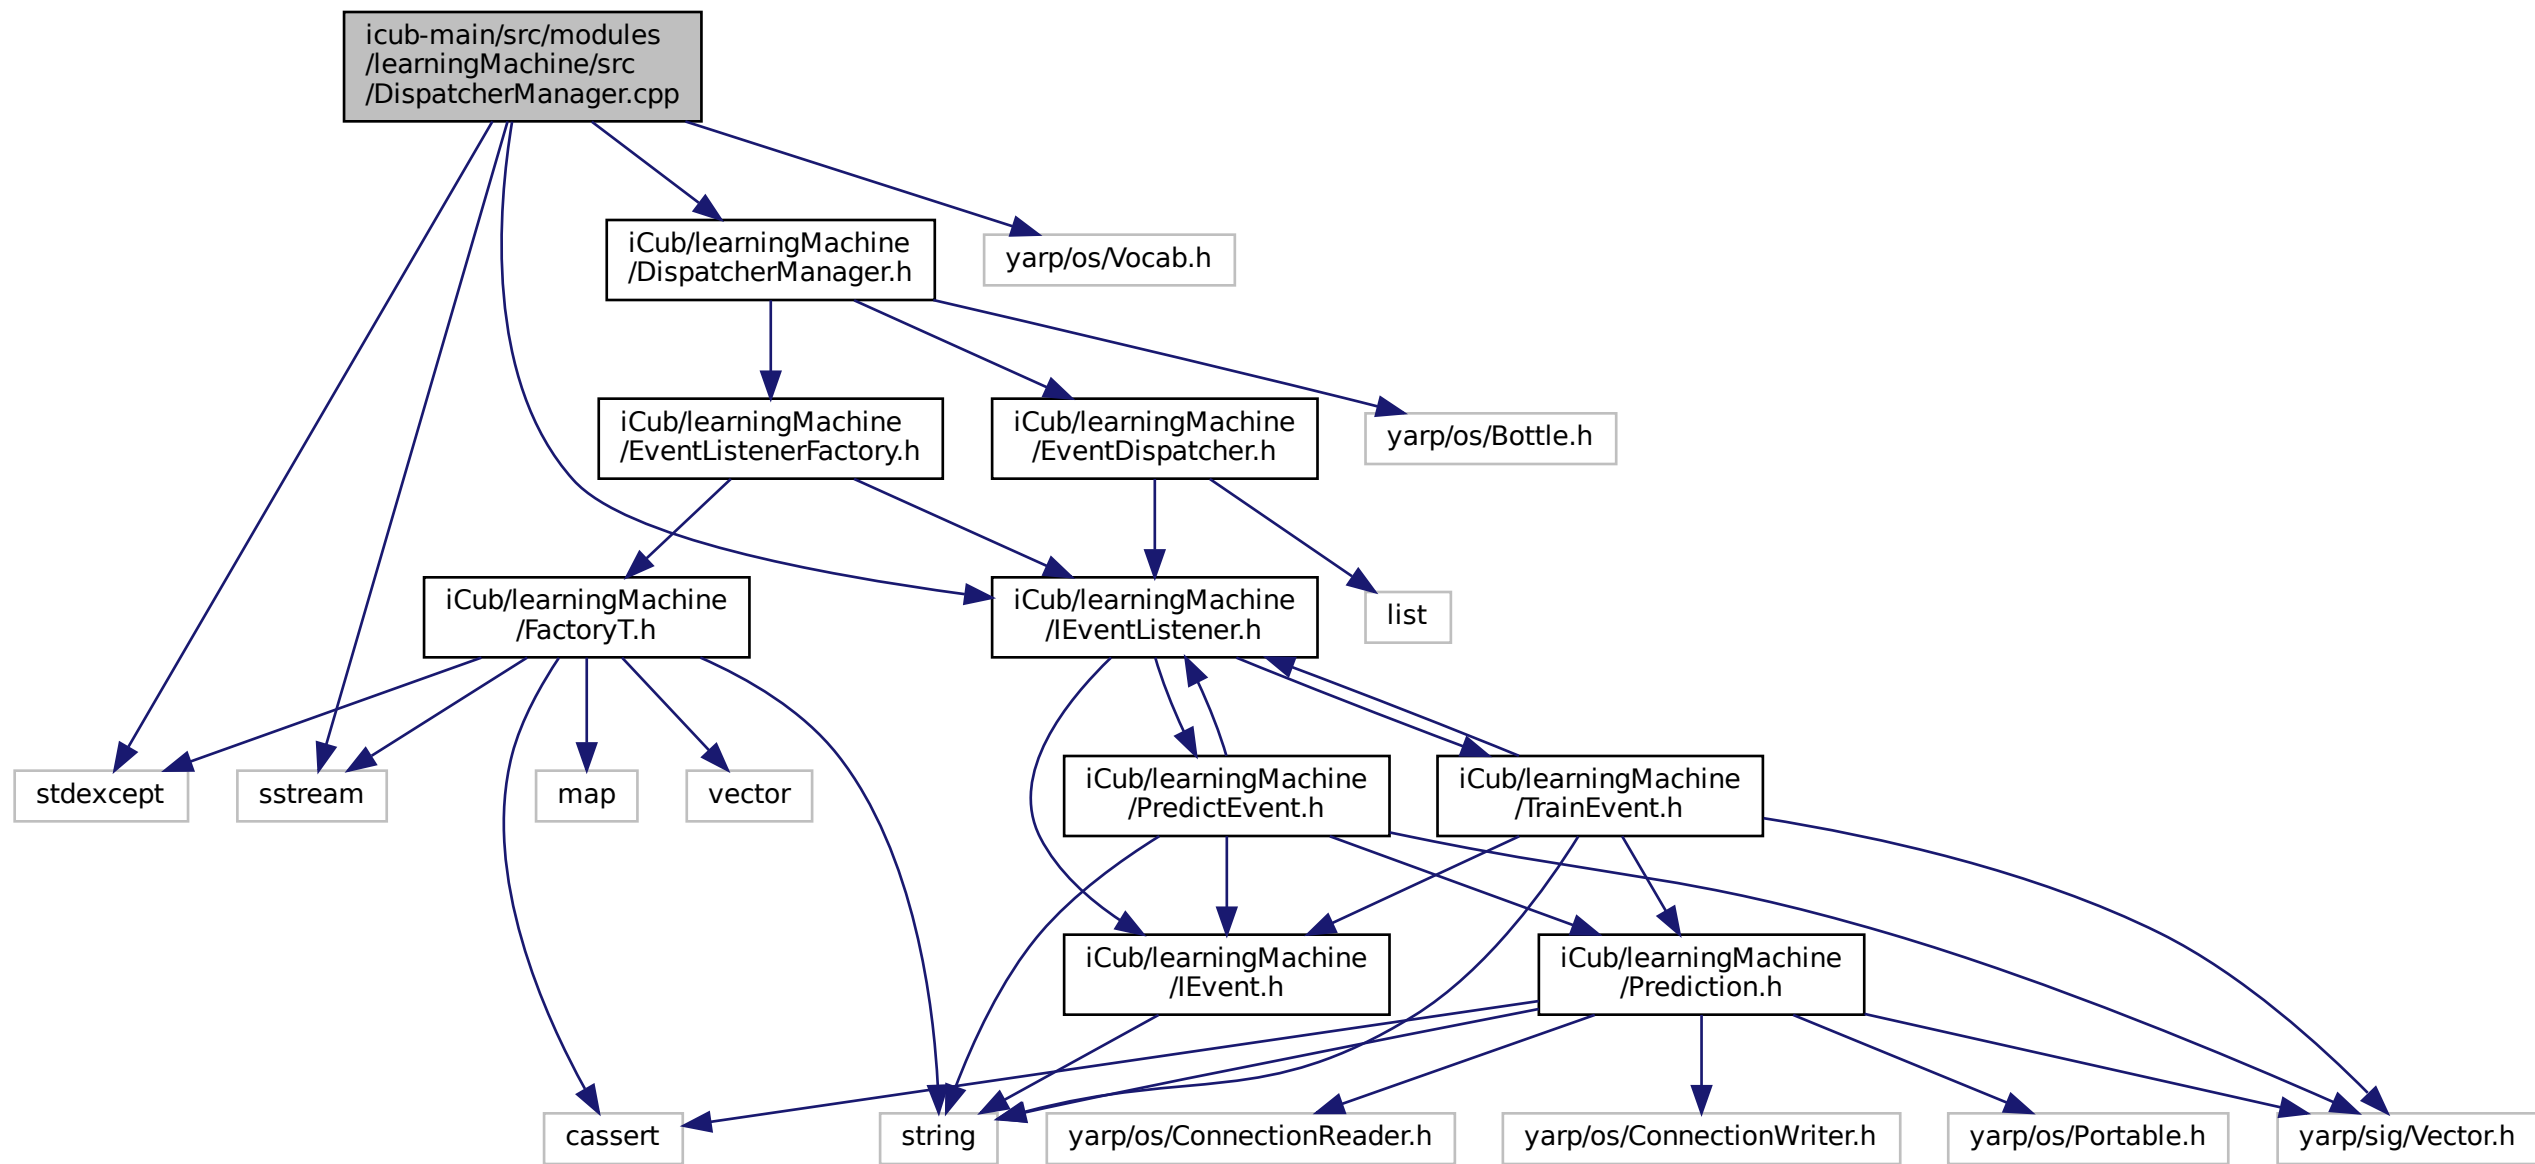 icub-main/src/modules
/learningMachine/src
/DispatcherManager.cpp
iCub/learningMachine
/DispatcherManager.h
yarp/os/Vocab.h
iCub/learningMachine
/EventListenerFactory.h
iCub/learningMachine
/EventDispatcher.h
yarp/os/Bottle.h
iCub/learningMachine
/FactoryT.h
iCub/learningMachine
/IEventListener.h
list
stdexcept
sstream
map
vector
iCub/learningMachine
/PredictEvent.h
iCub/learningMachine
/TrainEvent.h
iCub/learningMachine
/IEvent.h
iCub/learningMachine
/Prediction.h
cassert
string
yarp/os/ConnectionReader.h
yarp/os/ConnectionWriter.h
yarp/os/Portable.h
yarp/sig/Vector.h